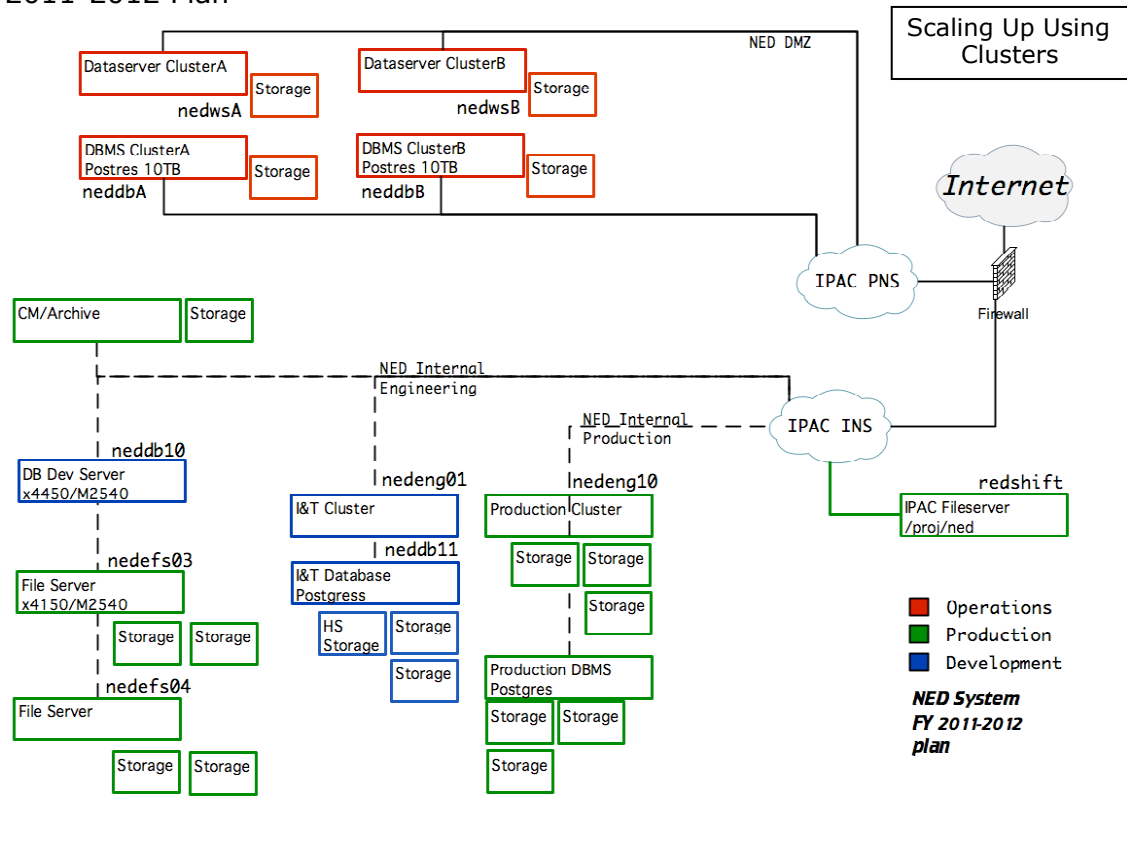 2011-2012 Plan
Scaling Up Using
Clusters
NED DMZ
Dataserver ClusterA
Storage
nedwsA
Dataserver ClusterB
Storage
nedwsB
DBMS ClusterA
Postres 10TB
Storage
neddbA
DBMS ClusterB
Postres 10TB
Storage
neddbB
Internet
IPAC PNS
Firewall
CM/Archive
Storage
NED Internal
Engineering
NED Internal
Production
IPAC INS
neddb10
DB Dev Server
x4450/M2540
nedeng01
I&T Cluster
nedeng10
Production Cluster
redshift
IPAC Fileserver
/proj/ned
nedefs03
File Server
x4150/M2540
Storage
Storage
neddb11
I&T Database
Postgress
HS
Storage
Storage
Storage
Storage
Storage
Storage
Production DBMS
Postgres
Storage
Storage
Storage
nedefs04
File Server
Storage
Storage
Operations
Production
Development
NED System
FY 2011-2012
plan